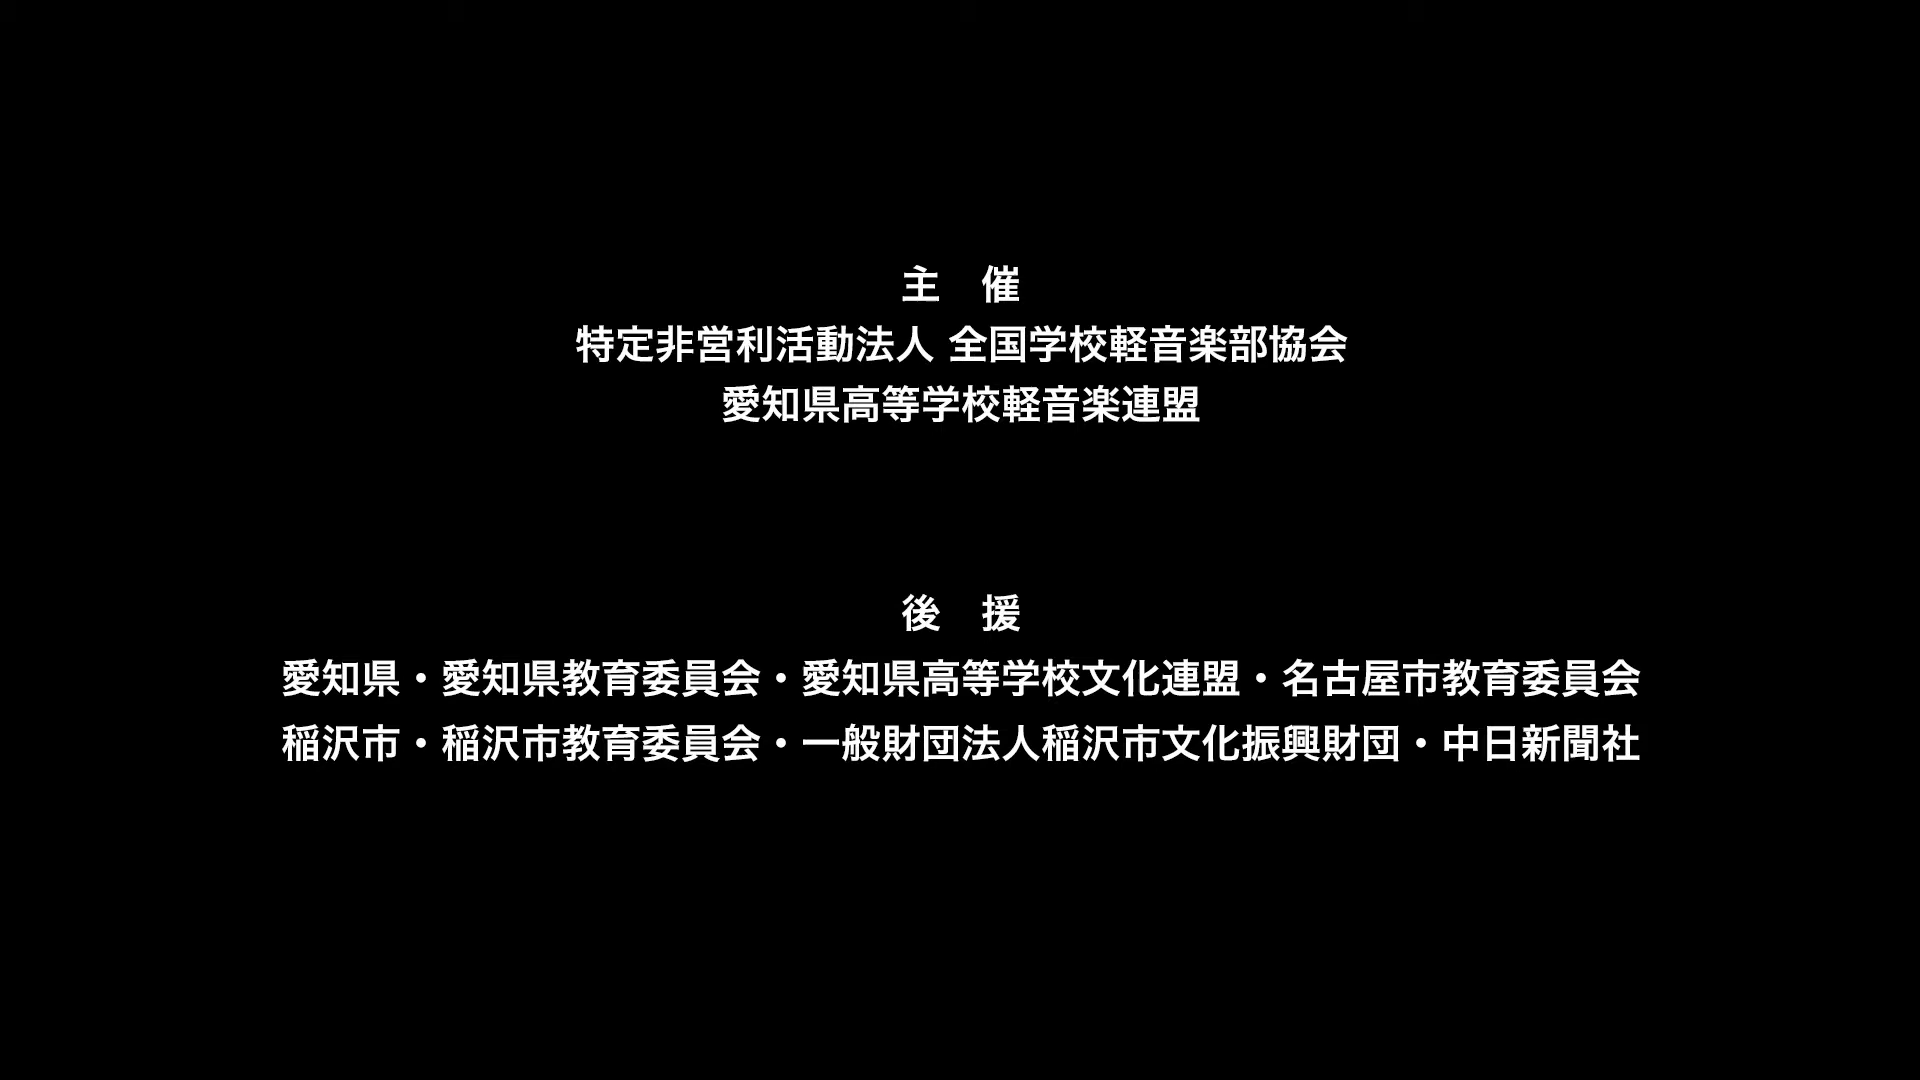 主　催
特定非営利活動法人 全国学校軽音楽部協会
愛知県高等学校軽音楽連盟
後　援
愛知県・愛知県教育委員会・愛知県高等学校文化連盟・名古屋市教育委員会
稲沢市・稲沢市教育委員会・一般財団法人稲沢市文化振興財団・中日新聞社